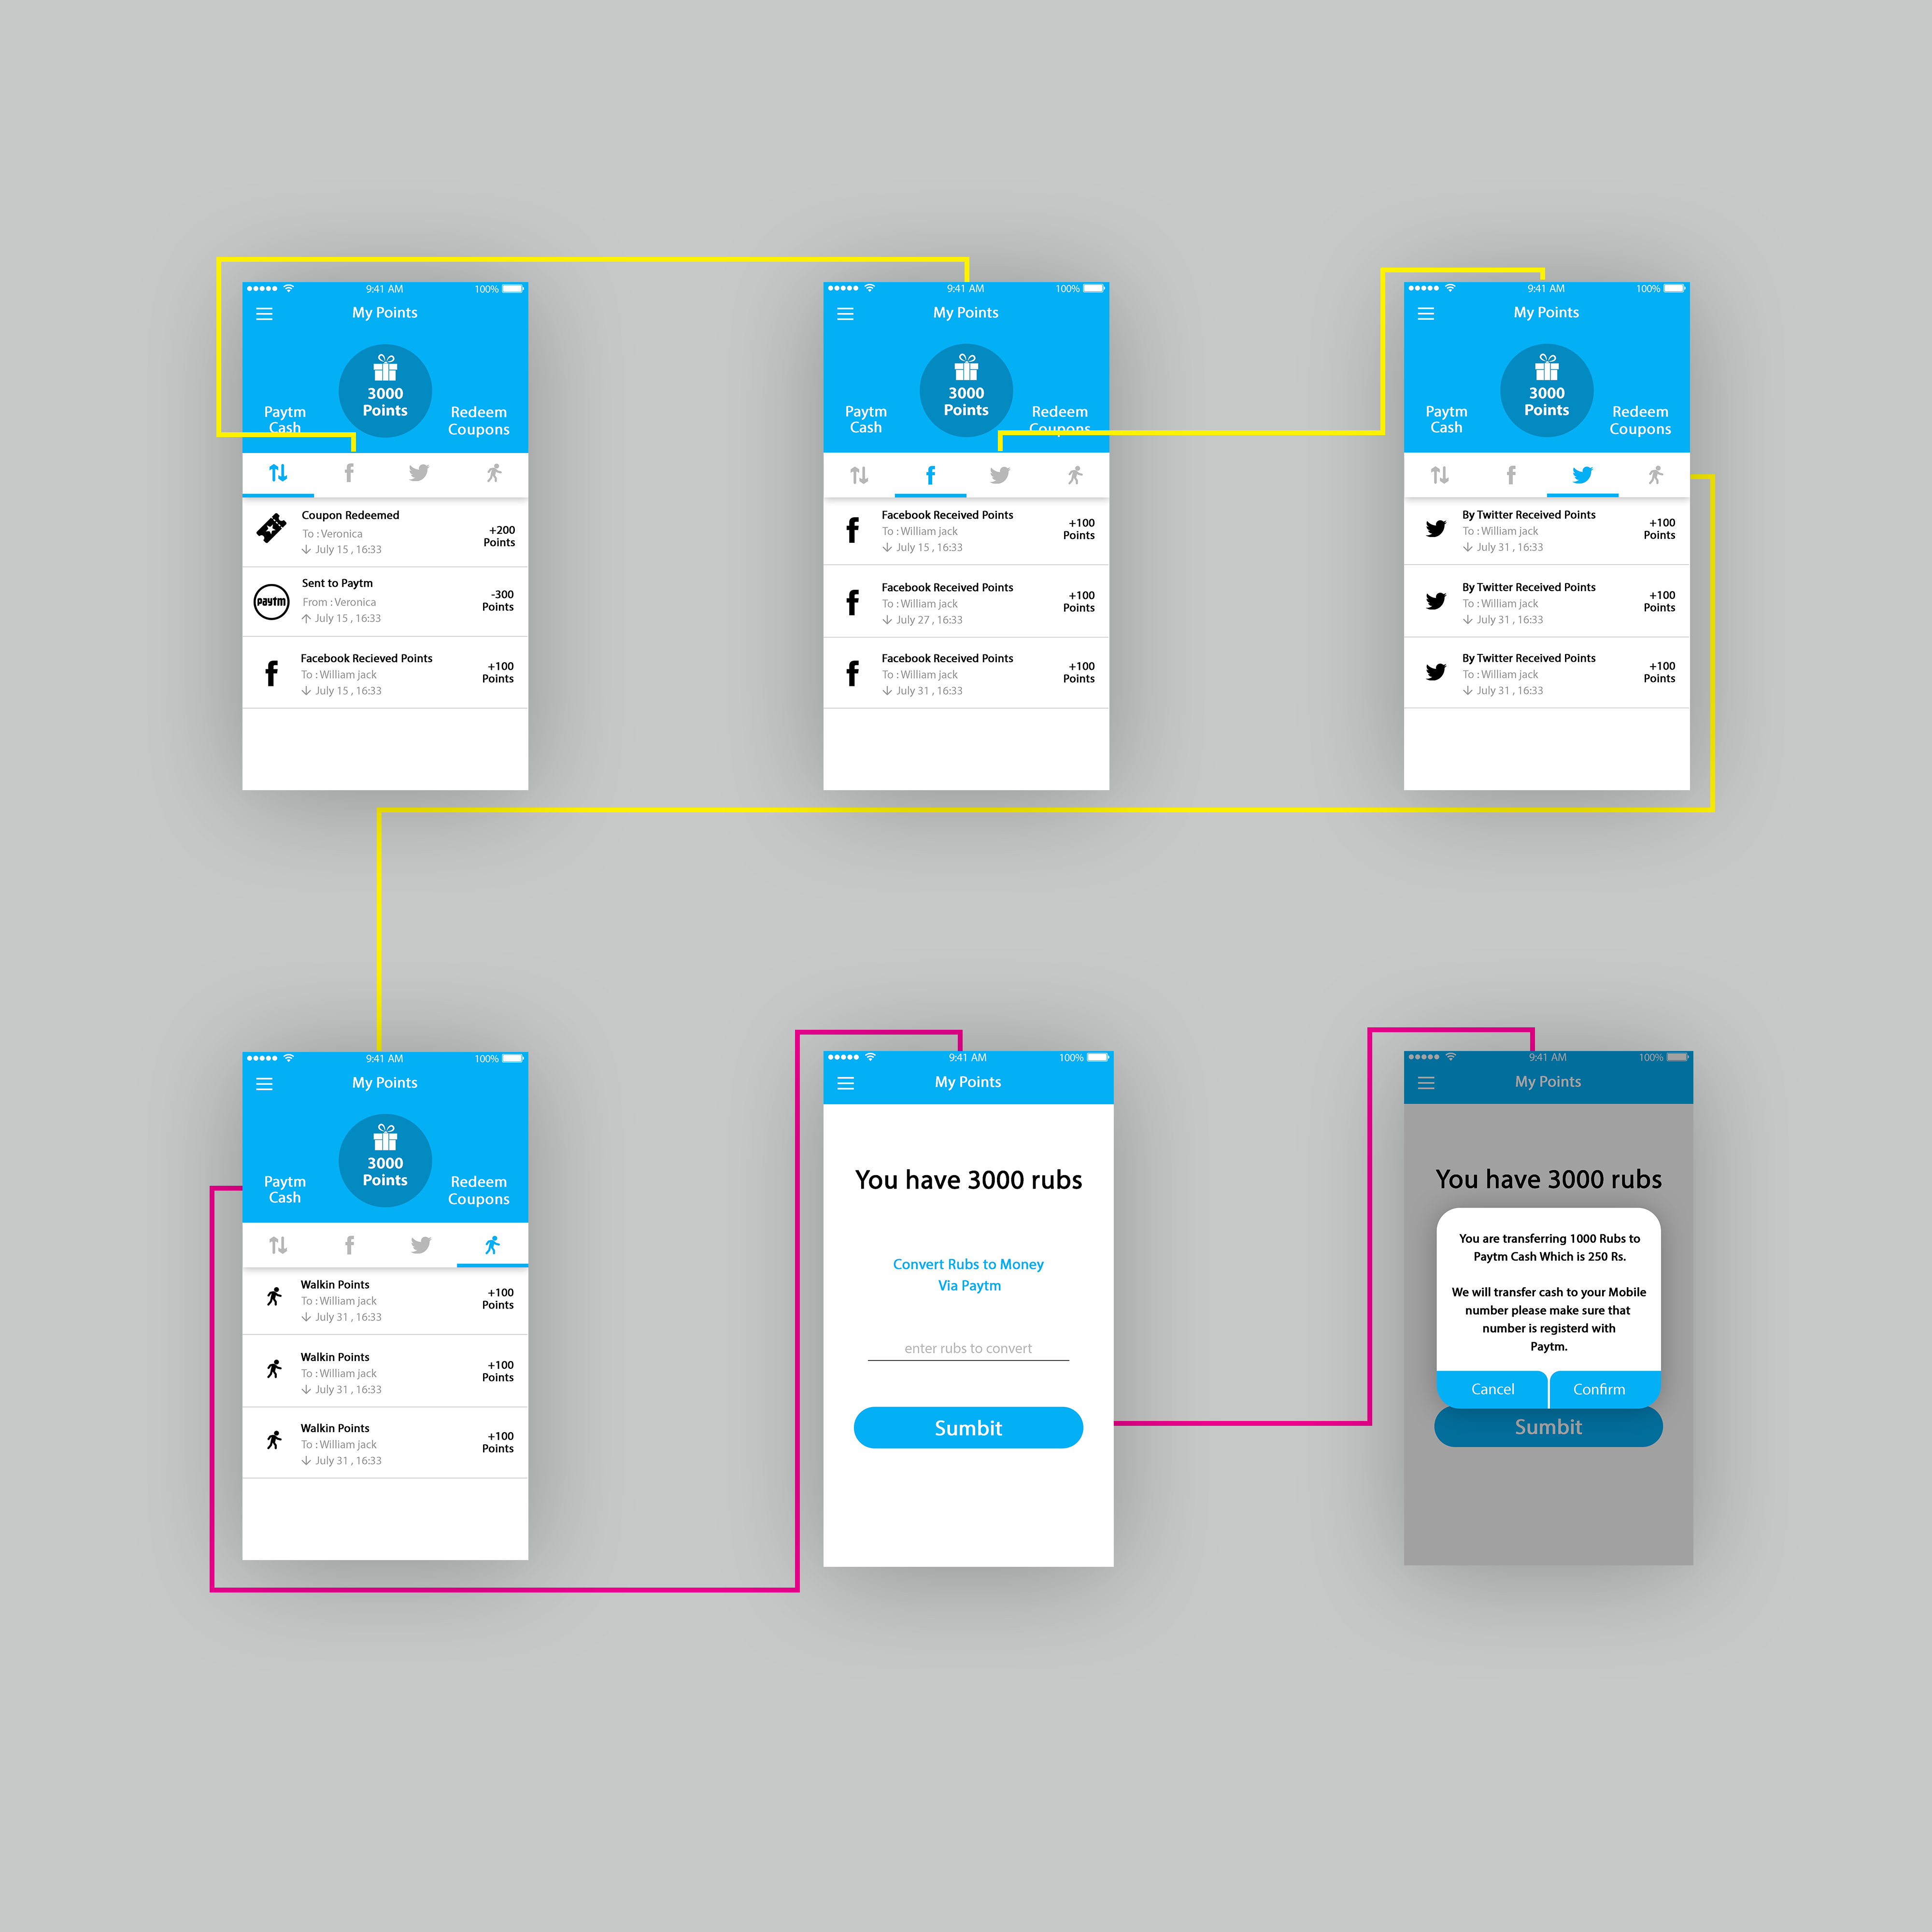 9:41 AM 100%
My Points
3000
Points
Paytm
Cash
Redeem
Coupons
Coupon Redeemed
To : Veronica
July 15 , 16:33
+200
Points
Sent to Paytm
From : Veronica
July 15 , 16:33
-300
Points
paytm
Facebook Recieved Points
To : William jack
July 15 , 16:33
+100
Points
9:41 AM 100%
My Points
3000
Points
Paytm
Cash
Redeem
Coupons
Facebook Received Points
To : William jack
July 15 , 16:33
+100
Points
Facebook Received Points
To : William jack
July 27 , 16:33
+100
Points
Facebook Received Points
To : William jack
July 31 , 16:33
+100
Points
9:41 AM 100%
My Points
3000
Points
Paytm
Cash
Redeem
Coupons
By Twitter Received Points
To : William jack
July 31 , 16:33
+100
Points
By Twitter Received Points
To : William jack
July 31 , 16:33
+100
Points
By Twitter Received Points
To : William jack
July 31 , 16:33
+100
Points
9:41 AM 100%
My Points
3000
Points
Paytm
Cash
Redeem
Coupons
Walkin Points
To : William jack
July 31 , 16:33
+100
Points
Walkin Points
To : William jack
July 31 , 16:33
+100
Points
Walkin Points
To : William jack
July 31 , 16:33
+100
Points
9:41 AM 100%
My Points
You have 3000 rubs
Convert Rubs to Money
Via Paytm
enter rubs to convert
Sumbit
9:41 AM 100%
My Points
You have 3000 rubs
You are transferring 1000 Rubs to
Paytm Cash Which is 250 Rs.
We will transfer cash to your Mobile
number please make sure that
number is registerd with
Paytm.
Cancel Confirm
Sumbit